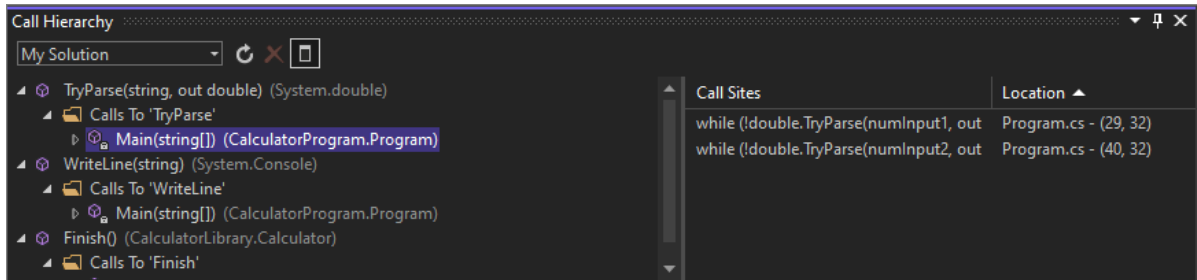 Call Hierarchy
My Solution
TryParse(string, out double) (System.double)
Calls To 'TryParse'
Main(string[]) (CalculatorProgram.Program)
WriteLine(string) (System.Console)
Calls To 'WriteLine'
Main(string[]) (CalculatorProgram.Program)
Finish() (CalculatorLibrary.Calculator)
Calls To 'Finish'
Call Sites Location
while (!double.TryParse(numInput1, out Program.cs - (29, 32)
while (!double.TryParse(numInput2, out Program.cs - (40, 32)